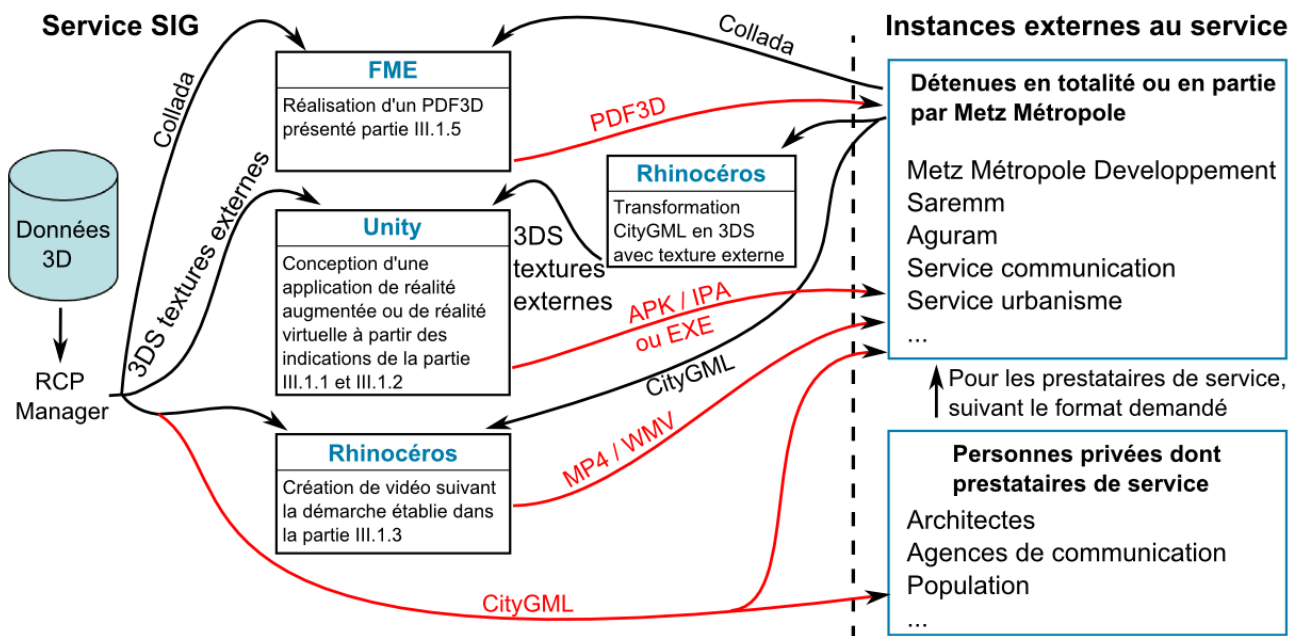 Service SIG
Instances externes au service
Collada
Collada
FME
Réalisation d'un PDF3D
présenté partie III.1.5
PDF3D
Détenues en totalité ou en partie
par Metz Métropole
Metz Métropole Developpement
Saremm
Aguram
Service communication
Service urbanisme
...
Données
3D
RCP
Manager
3DS textures externes
Rhinocéros
Transformation
CityGML en 3DS
avec texture externe
3DS
textures
externes
Unity
Conception d'une
application de réalité
augmentée ou de réalité
virtuelle à partir des
indications de la partie
III.1.1 et III.1.2
APK / IPA
ou EXE
CityGML
Pour les prestataires de service,
suivant le format demandé
Rhinocéros
Création de vidéo suivant
la démarche établie dans
la partie III.1.3
MP4 / WMV
CityGML
Personnes privées dont
prestataires de service
Architectes
Agences de communication
Population
...